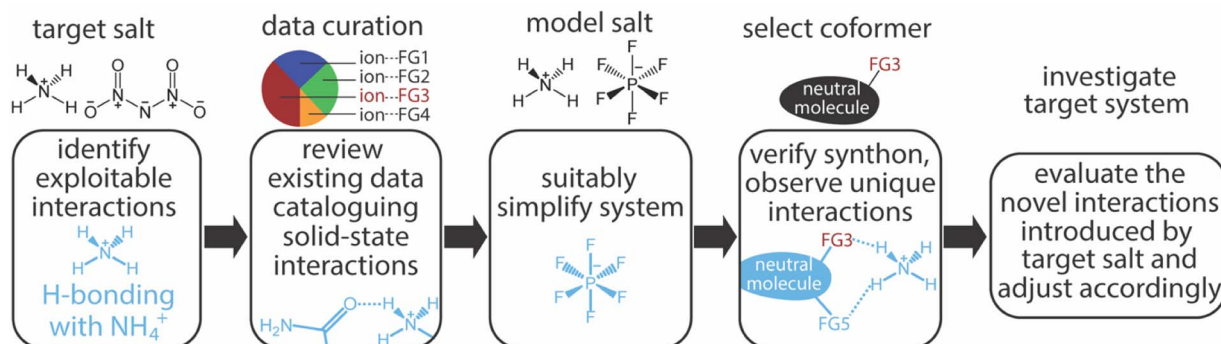 target salt
H
H
N
+
H
H
O
O
O
−
N
+
N
−
N
+
O
−
identify
exploitable
interactions
H
H
N
+
H
H
H-bonding
with NH₄⁺
data curation
ion---FG1
ion---FG2
ion---FG3
ion---FG4
review
existing data
cataloguing
solid-state
interactions
H₂N
O
H
H
N
+
H
model salt
H
H
N
+
H
H
F
F
F
P
−
F
F
F
suitably
simplify system
F
F
F
P
−
F
F
F
select coformer
FG3
neutral
molecule
verify synthon,
observe unique
interactions
FG3
H
H
neutral
molecule
N
+
H
H
FG5
investigate
target system
evaluate the
novel interactions
introduced by
target salt and
adjust accordingly